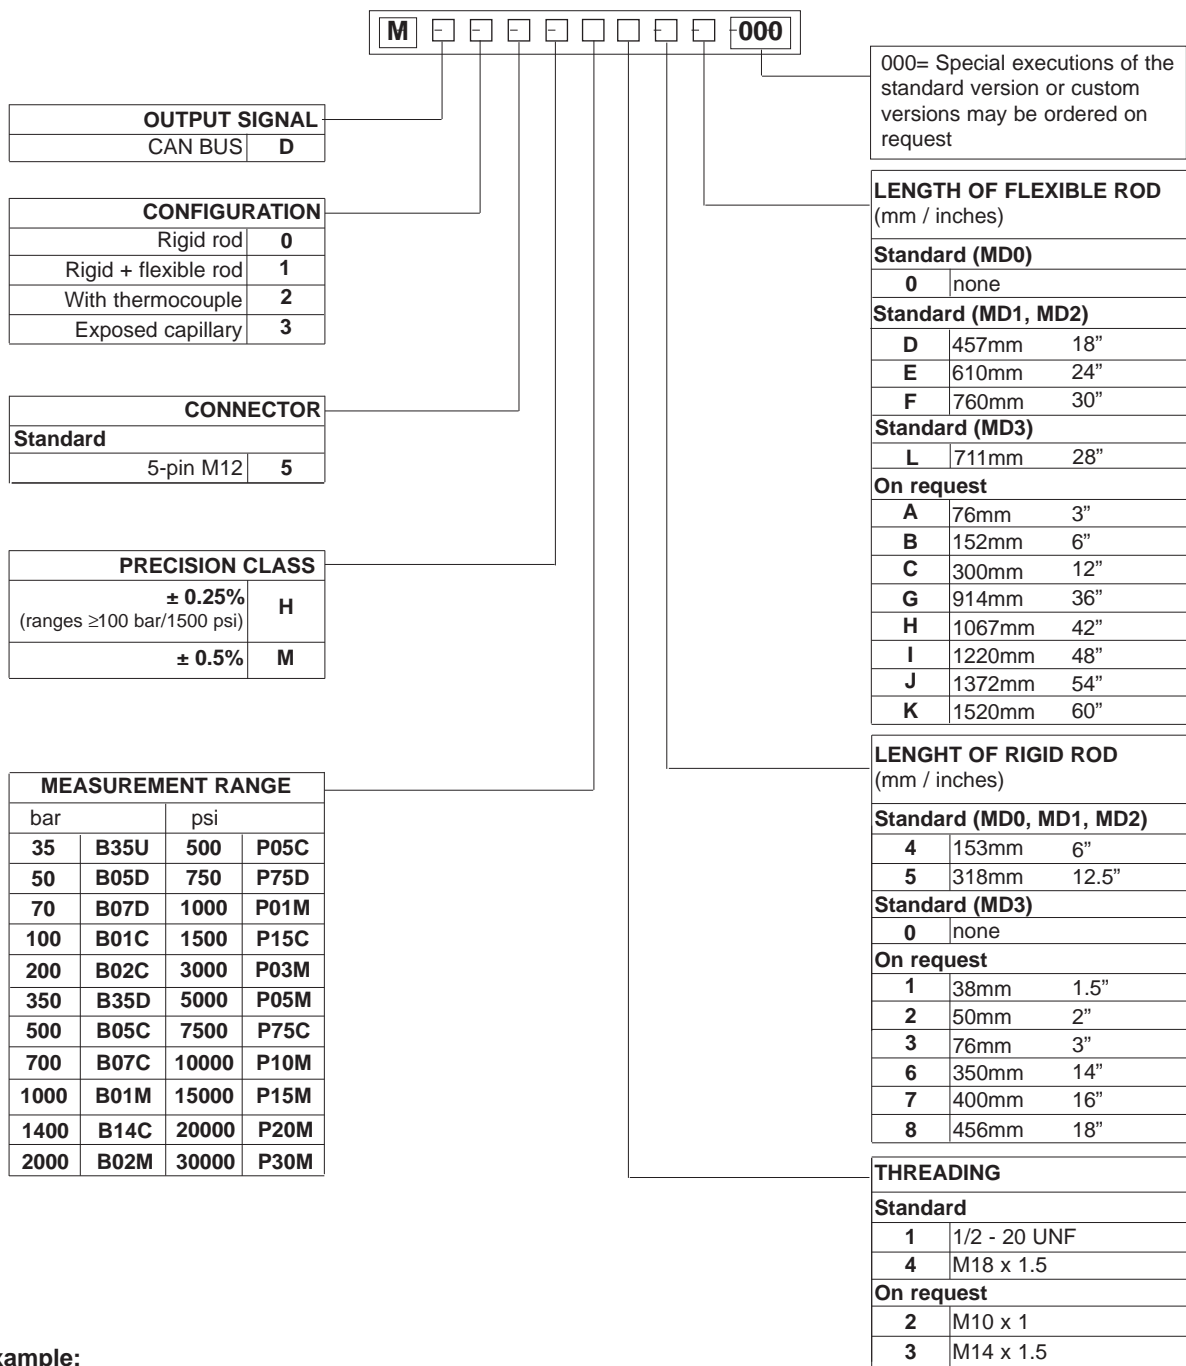 M 000
000= Special executions of the
standard version or custom
versions may be ordered on
request
OUTPUT SIGNAL
CAN BUS D
CONFIGURATION
Rigid rod 0
Rigid + flexible rod 1
With thermocouple 2
Exposed capillary 3
CONNECTOR
Standard
5-pin M12 5
PRECISION CLASS
± 0.25% H
(ranges ≥100 bar/1500 psi)
± 0.5% M
MEASUREMENT RANGE
bar psi
35 B35U 500 P05C
50 B05D 750 P75D
70 B07D 1000 P01M
100 B01C 1500 P15C
200 B02C 3000 P03M
350 B35D 5000 P05M
500 B05C 7500 P75C
700 B07C 10000 P10M
1000 B01M 15000 P15M
1400 B14C 20000 P20M
2000 B02M 30000 P30M
LENGTH OF FLEXIBLE ROD
(mm / inches)
Standard (MD0)
0 none
Standard (MD1, MD2)
D 457mm 18”
E 610mm 24”
F 760mm 30”
Standard (MD3)
L 711mm 28”
On request
A 76mm 3”
B 152mm 6”
C 300mm 12”
G 914mm 36”
H 1067mm 42”
I 1220mm 48”
J 1372mm 54”
K 1520mm 60”
LENGHT OF RIGID ROD
(mm / inches)
Standard (MD0, MD1, MD2)
4 153mm 6”
5 318mm 12.5”
Standard (MD3)
0 none
On request
1 38mm 1.5”
2 50mm 2”
3 76mm 3”
6 350mm 14”
7 400mm 16”
8 456mm 18”
THREADING
Standard
1 1/2 - 20 UNF
4 M18 x 1.5
On request
2 M10 x 1
3 M14 x 1.5
xample: